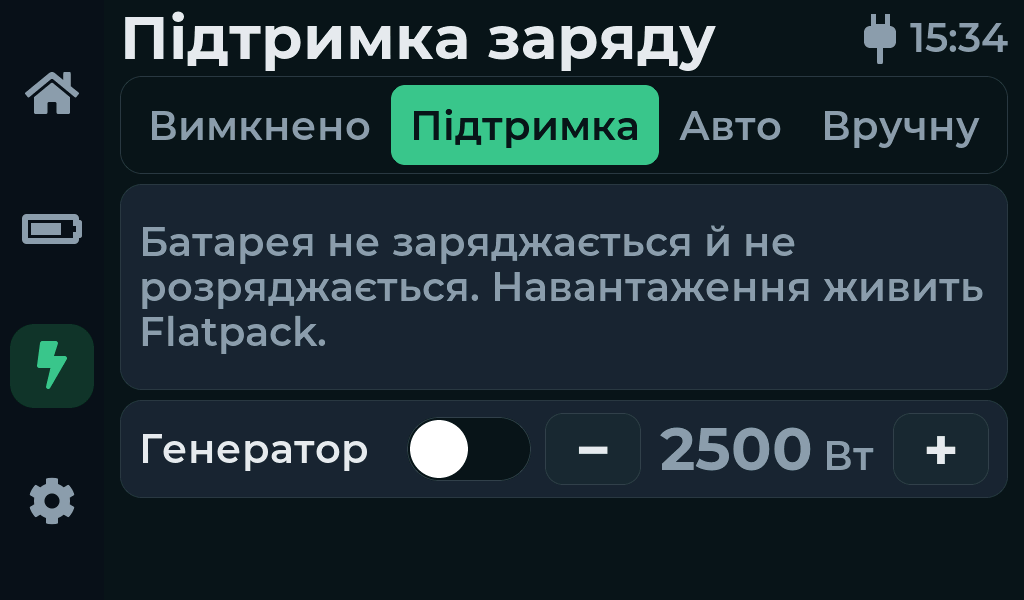 Підтримка заряду
15:34
Вимкнено Підтримка Авто Вручну
Батарея не заряджається й не
розряджається. Навантаження живить
Flatpack.
Генератор − 2500 Вт +